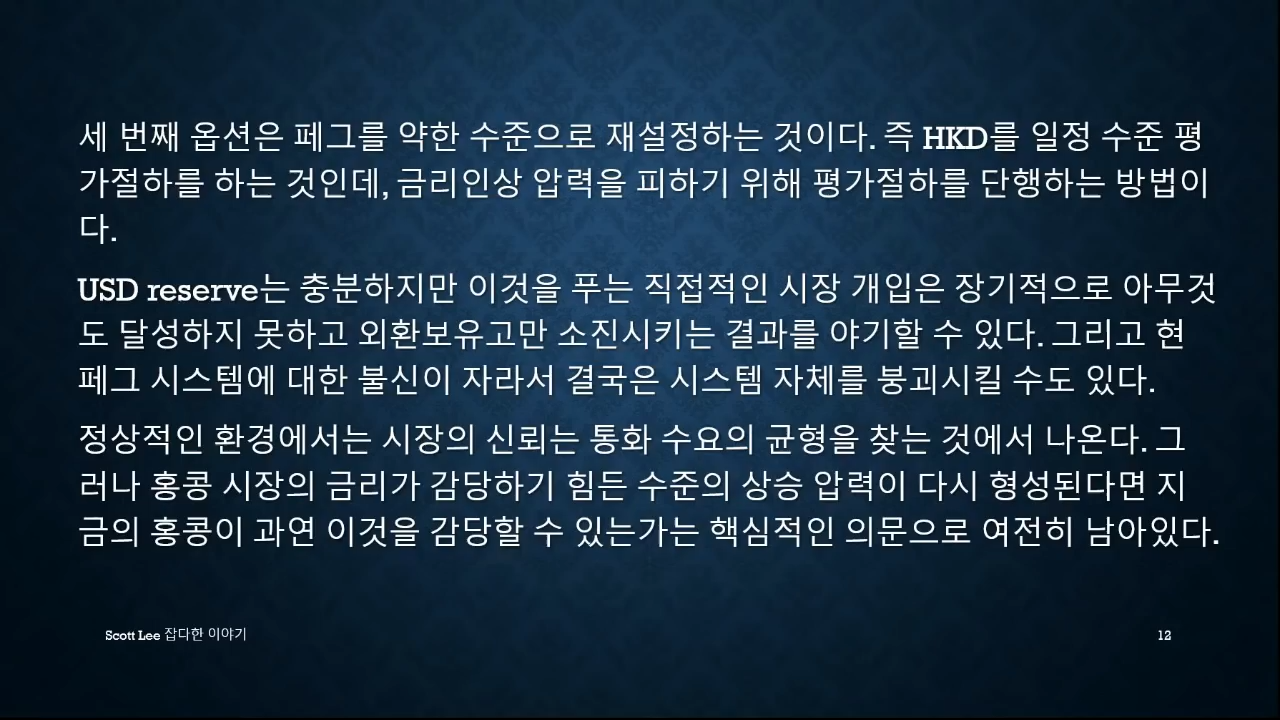 세 번째 옵션은 페그를 약한 수준으로 재설정하는 것이다. 즉 HKD를 일정 수준 평
가절하를 하는 것인데, 금리인상 압력을 피하기 위해 평가절하를 단행하는 방법이
다.
USD reserve는 충분하지만 이것을 푸는 직접적인 시장 개입은 장기적으로 아무것
도 달성하지 못하고 외환보유고만 소진시키는 결과를 야기할 수 있다. 그리고 현
페그 시스템에 대한 불신이 자라서 결국은 시스템 자체를 붕괴시킬 수도 있다.
정상적인 환경에서는 시장의 신뢰는 통화 수요의 균형을 찾는 것에서 나온다. 그
러나 홍콩 시장의 금리가 감당하기 힘든 수준의 상승 압력이 다시 형성된다면 지
금의 홍콩이 과연 이것을 감당할 수 있는가는 핵심적인 의문으로 여전히 남아있다.
Scott Lee 잡다한 이야기
12